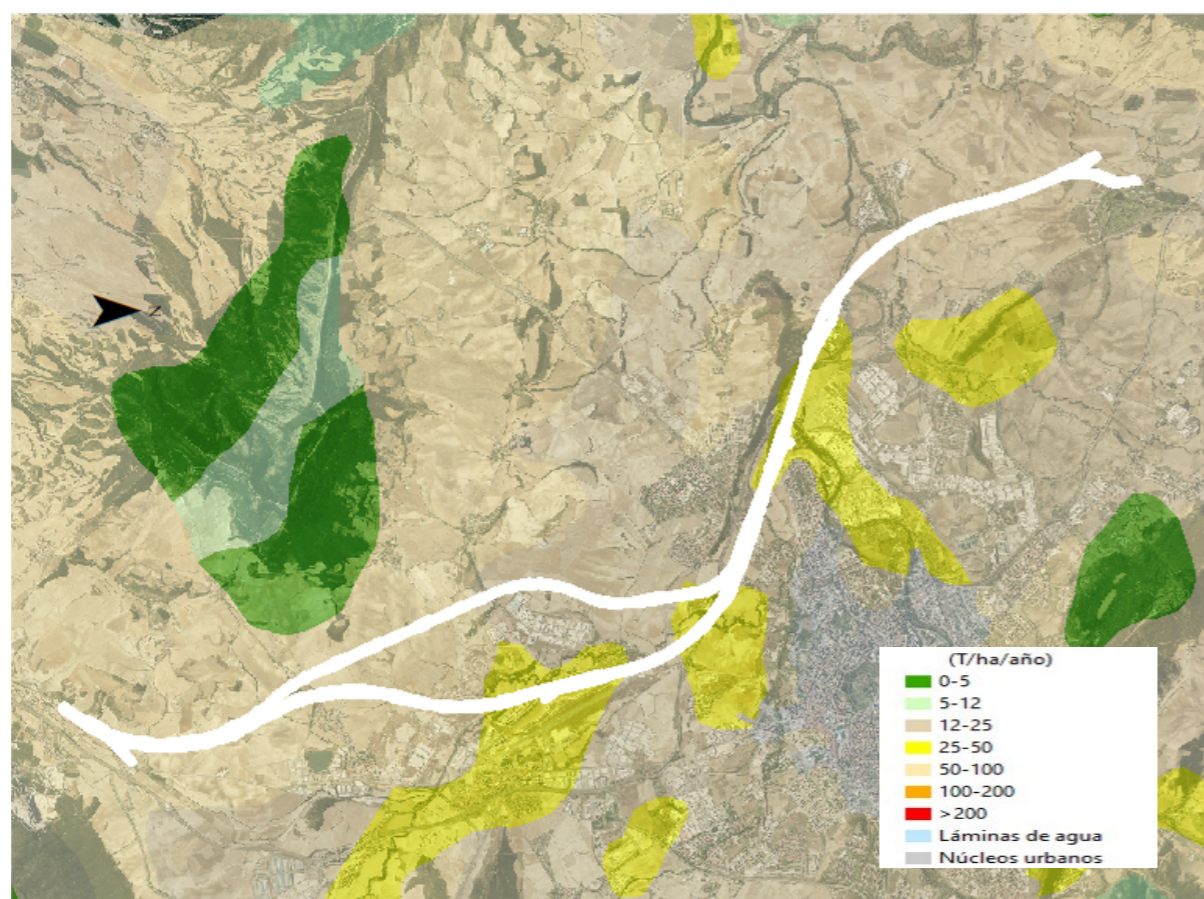 N
(T/ha/año)
0-5
5-12
12-25
25-50
50-100
100-200
>200
Láminas de agua
Núcleos urbanos